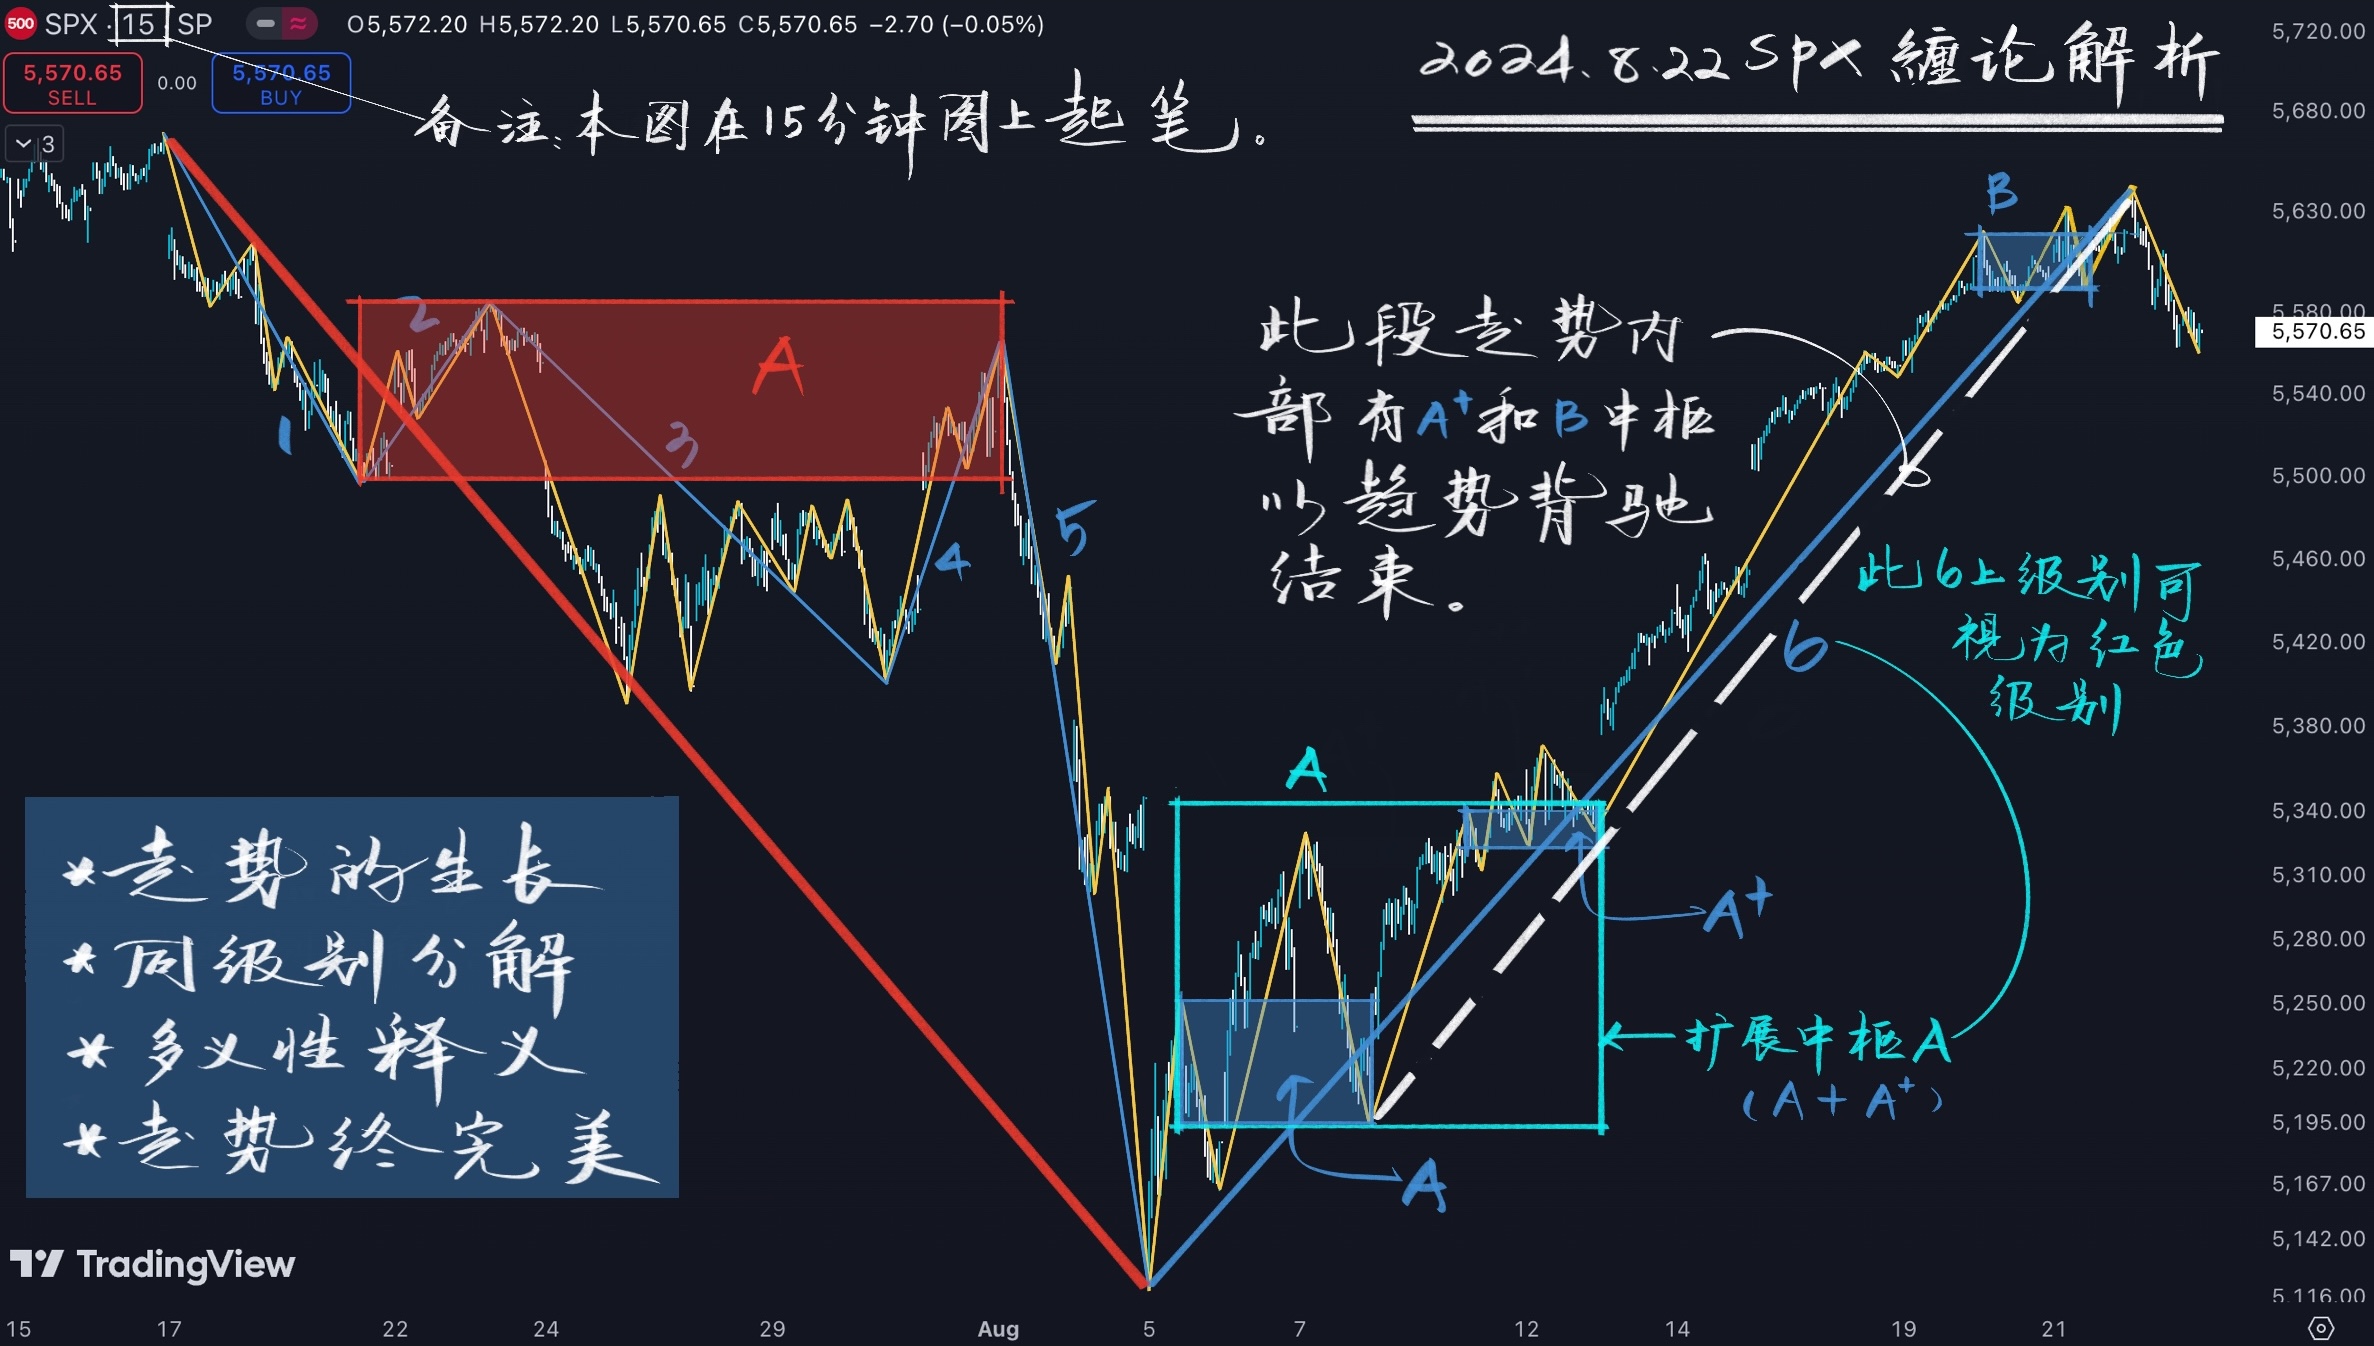 500 SPX · 15 · SP
O5,572.20 H5,572.20 L5,570.65 C5,570.65 −2.70 (−0.05%)
5,570.65
SELL
0.00
5,570.65
BUY
3
2024.8.22 SPX 纏论解析
备注:本图在15分钟图上起笔。
1
2
A
3
4
5
此段走势内
部有A+和B中枢
以趋势背驰
结束。
B
此6上级别可
視为红色
级别
6
A
A+
扩展中枢A
(A+A+)
A
*走势的生长
*同级别分解
*多义性释义
*走势终完美
TradingView
5,720.00
5,680.00
5,630.00
5,580.00
5,570.65
5,540.00
5,500.00
5,460.00
5,420.00
5,380.00
5,340.00
5,310.00
5,280.00
5,250.00
5,220.00
5,195.00
5,167.00
5,142.00
5,116.00
15 17 22 24 29 Aug 5 7 12 14 19 21